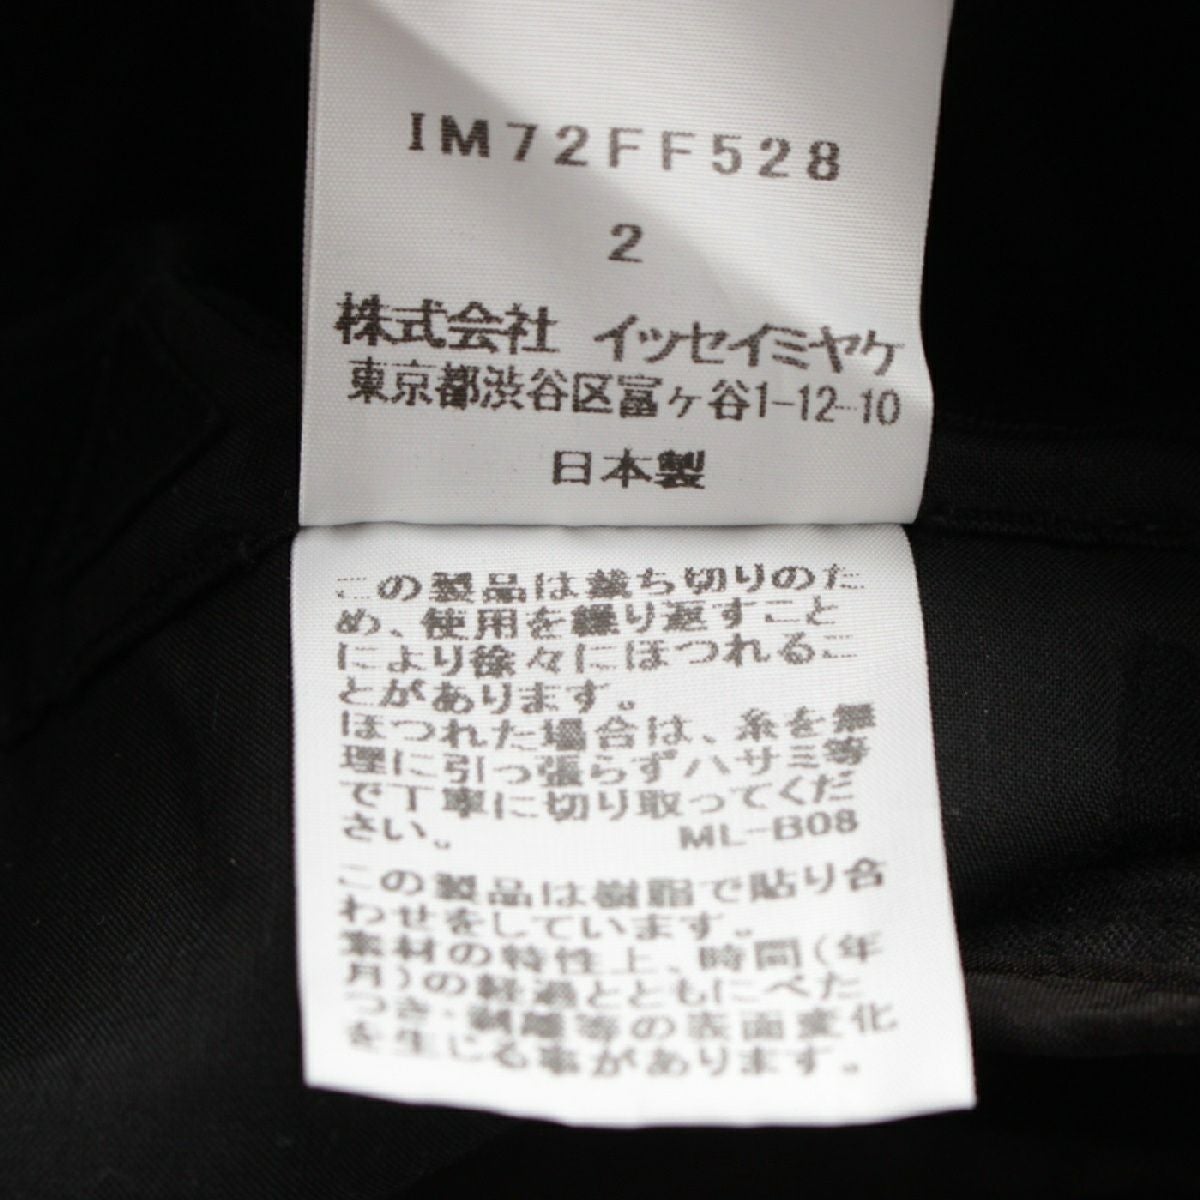 IM72FF528
2
株式会社 イッセイミヤケ
東京都渋谷区富ヶ谷1-12-10
日本製
この製品は裁ち切りのた
め、使用を繰り返すこと
により徐々にほつれるこ
とがあります。
ほつれた場合は、糸を無
理に引っ張らずハサミ等
で丁寧に切り取ってくだ
さい。 ML-B08
この製品は樹脂で貼り合
わせをしています。
素材の特性上、時間(年
月)の経過とともにべた
つき・剥離等の表面変化
を生じる事があります。